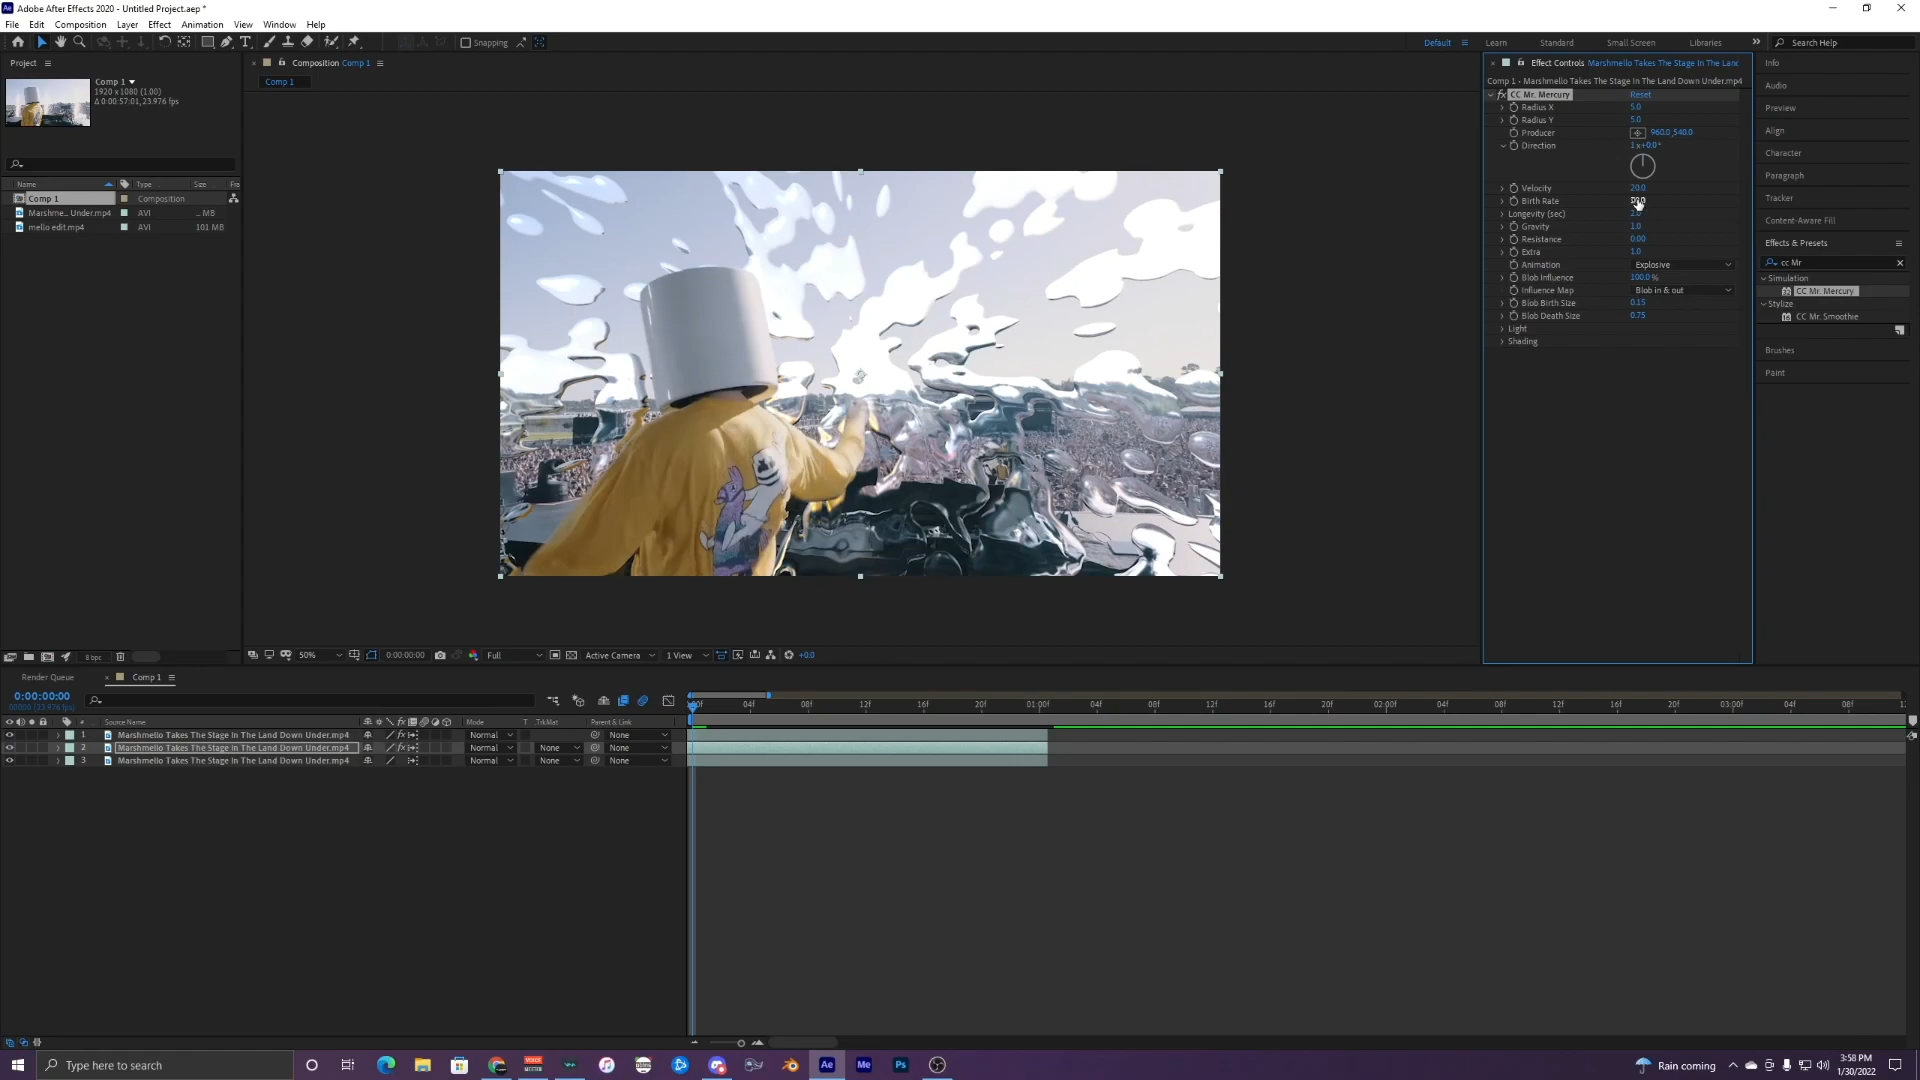 Adobe After Effects 2020 - Untitled Project.aep *
File Edit Composition Layer Effect Animation View Window Help
Snapping
Default Learn Standard Small Screen Libraries Search Help
Project
Comp 1
1920 x 1080 (1.00)
Δ 0:00:57:01, 23.976 fps
Name Type Size Fra
Comp 1 Composition
Marshme... Under.mp4 AVI ... MB
mello edit.mp4 AVI 101 MB
8 bpc
Composition Comp 1
Comp 1
50% 0:00:00:00 Full Active Camera 1 View +0.0
Effect Controls Marshmello Takes The Stage In The Land
Comp 1 • Marshmello Takes The Stage In The Land Down Under.mp4
fx CC Mr. Mercury Reset
Radius X 5.0
Radius Y 5.0
Producer 960.0,540.0
Direction 1x+0.0°
Velocity 20.0
Birth Rate
Longevity (sec) 2.0
Gravity 1.0
Resistance 0.00
Extra 1.0
Animation Explosive
Blob Influence 100.0 %
Influence Map Blob in & out
Blob Birth Size 0.15
Blob Death Size 0.75
Light
Shading
Info
Audio
Preview
Align
Character
Paragraph
Tracker
Content-Aware Fill
Effects & Presets
cc Mr
Simulation
CC Mr. Mercury
Stylize
CC Mr. Smoothie
Brushes
Paint
Render Queue Comp 1
0:00:00:00
00000 (23.976 fps)
# Source Name Mode T .TrkMat Parent & Link
1 Marshmello Takes The Stage In The Land Down Under.mp4 Normal None
2 Marshmello Takes The Stage In The Land Down Under.mp4 Normal None None
3 Marshmello Takes The Stage In The Land Down Under.mp4 Normal None None
04f 08f 12f 16f 20f 01:00f 04f 08f 12f 16f 20f 02:00f 04f 08f 12f 16f 20f 03:00f 04f 08f
Type here to search
Ae Me Ps
Rain coming
3:58 PM
1/30/2022